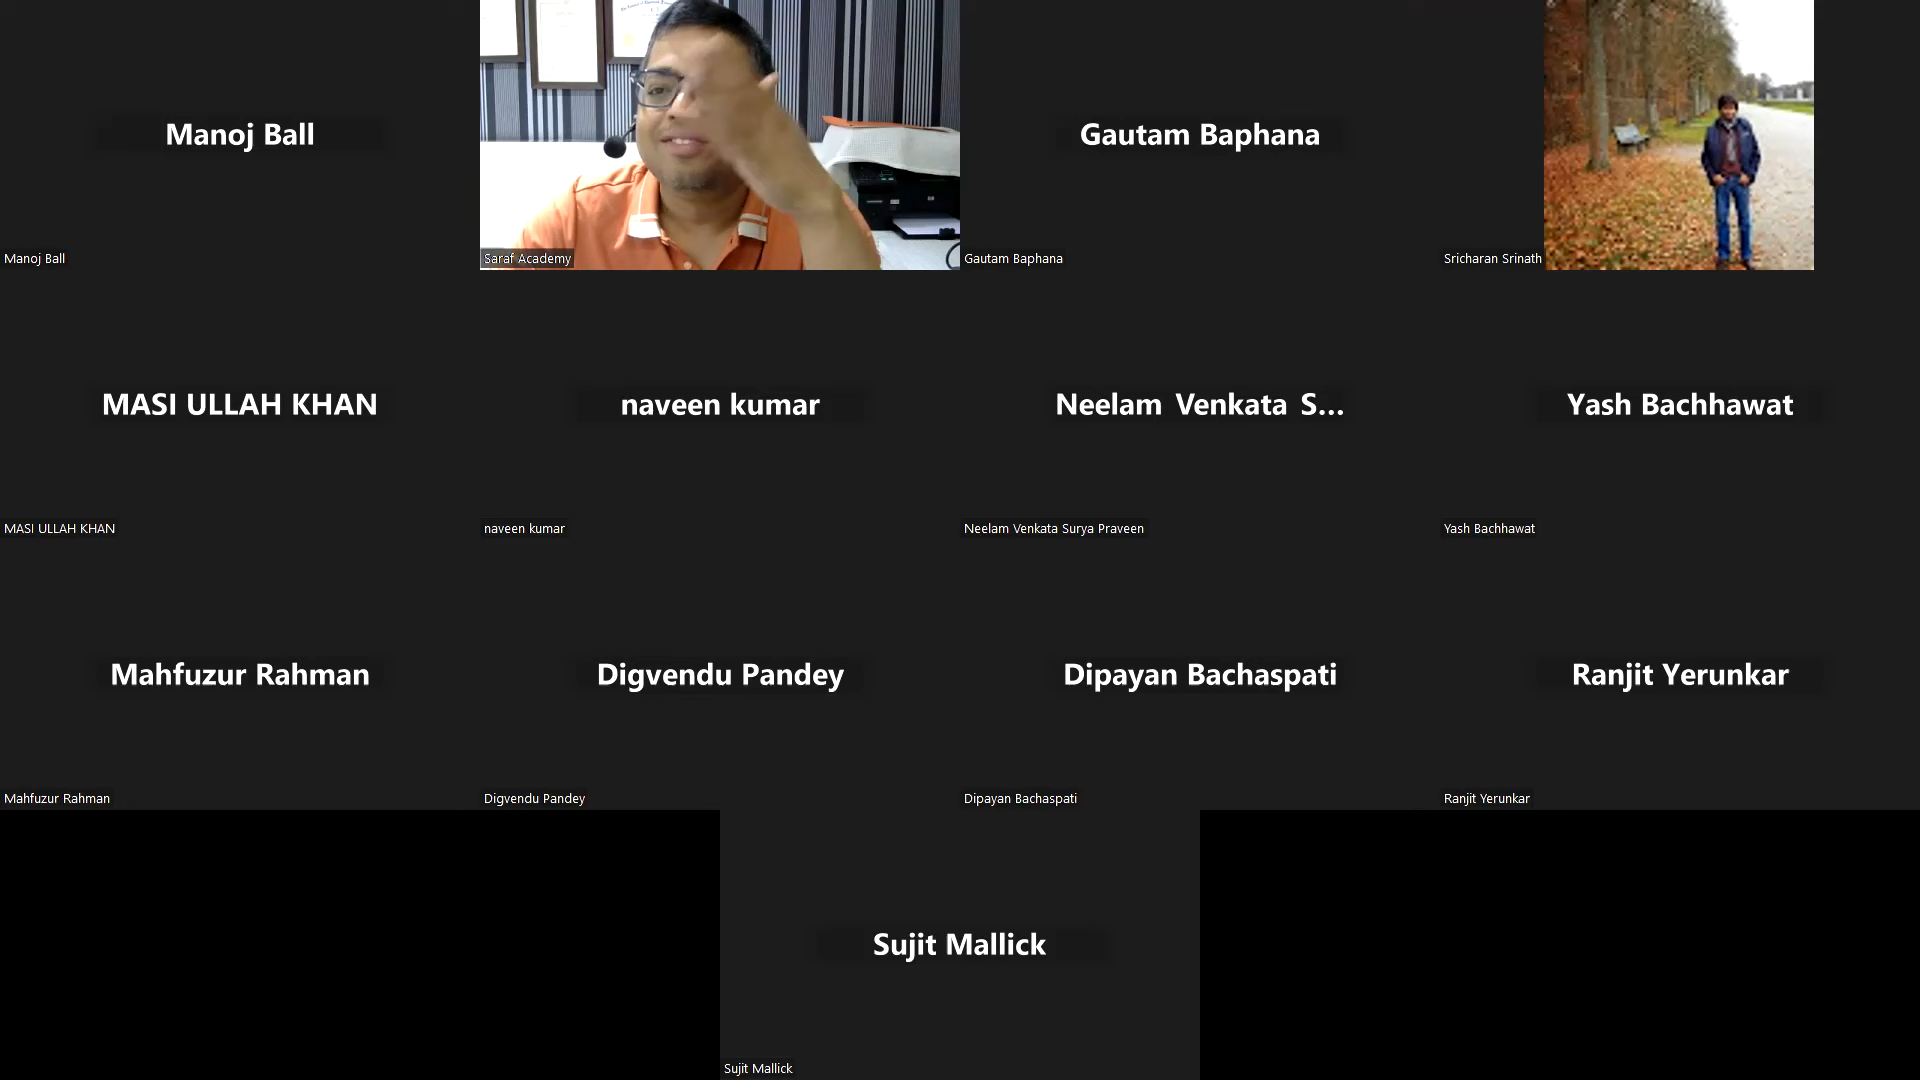 Manoj Ball
Manoj Ball
Saraf Academy
Gautam Baphana
Gautam Baphana
Sricharan Srinath
MASI ULLAH KHAN
MASI ULLAH KHAN
naveen kumar
naveen kumar
Neelam Venkata S...
Neelam Venkata Surya Praveen
Yash Bachhawat
Yash Bachhawat
Mahfuzur Rahman
Mahfuzur Rahman
Digvendu Pandey
Digvendu Pandey
Dipayan Bachaspati
Dipayan Bachaspati
Ranjit Yerunkar
Ranjit Yerunkar
Sujit Mallick
Sujit Mallick